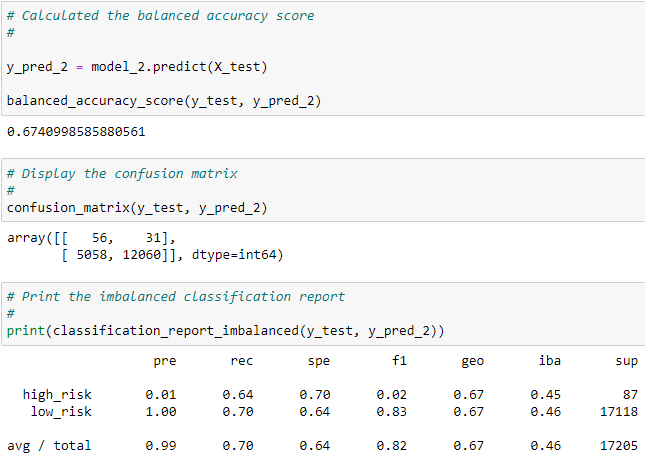 # Calculated the balanced accuracy score
#
y_pred_2 = model_2.predict(X_test)
balanced_accuracy_score(y_test, y_pred_2)
0.6740998585880561
# Display the confusion matrix
#
confusion_matrix(y_test, y_pred_2)
array([[   56,    31],
       [ 5058, 12060]], dtype=int64)
# Print the imbalanced classification report
#
print(classification_report_imbalanced(y_test, y_pred_2))
                   pre       rec       spe        f1       geo       iba       sup
  high_risk       0.01      0.64      0.70      0.02      0.67      0.45        87
   low_risk       1.00      0.70      0.64      0.83      0.67      0.46     17118
avg / total       0.99      0.70      0.64      0.82      0.67      0.46     17205